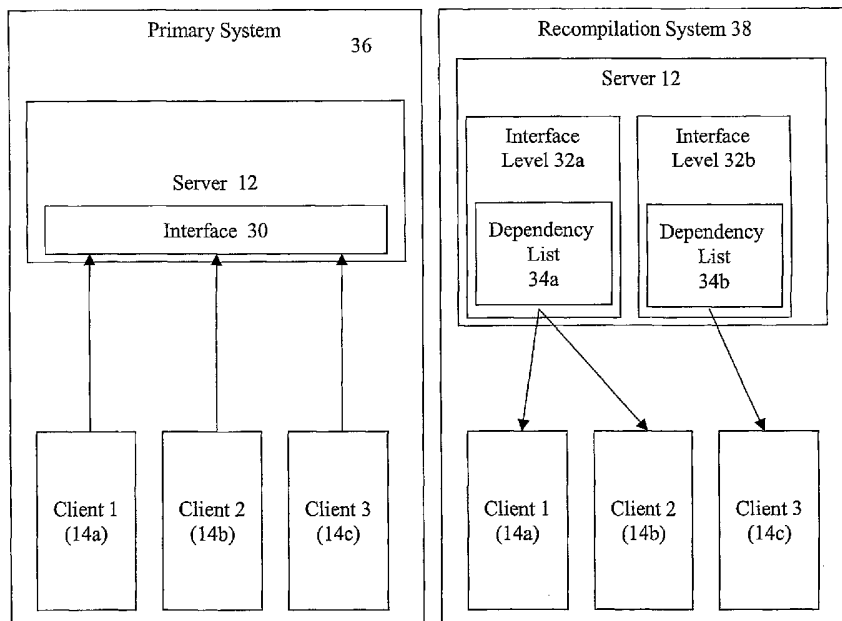 Primary System
36
Server 12
Interface 30
Client 1
(14a)
Client 2
(14b)
Client 3
(14c)
Recompilation System 38
Server 12
Interface
Level 32a
Dependency
List
34a
Interface
Level 32b
Dependency
List
34b
Client 1
(14a)
Client 2
(14b)
Client 3
(14c)